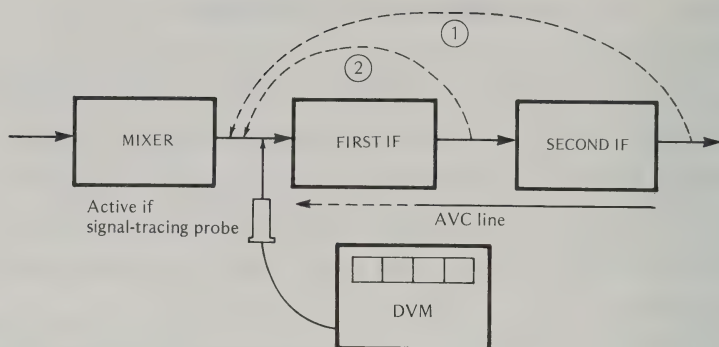 1
2
MIXER
FIRST IF
SECOND IF
Active if
signal-tracing probe
AVC line
DVM